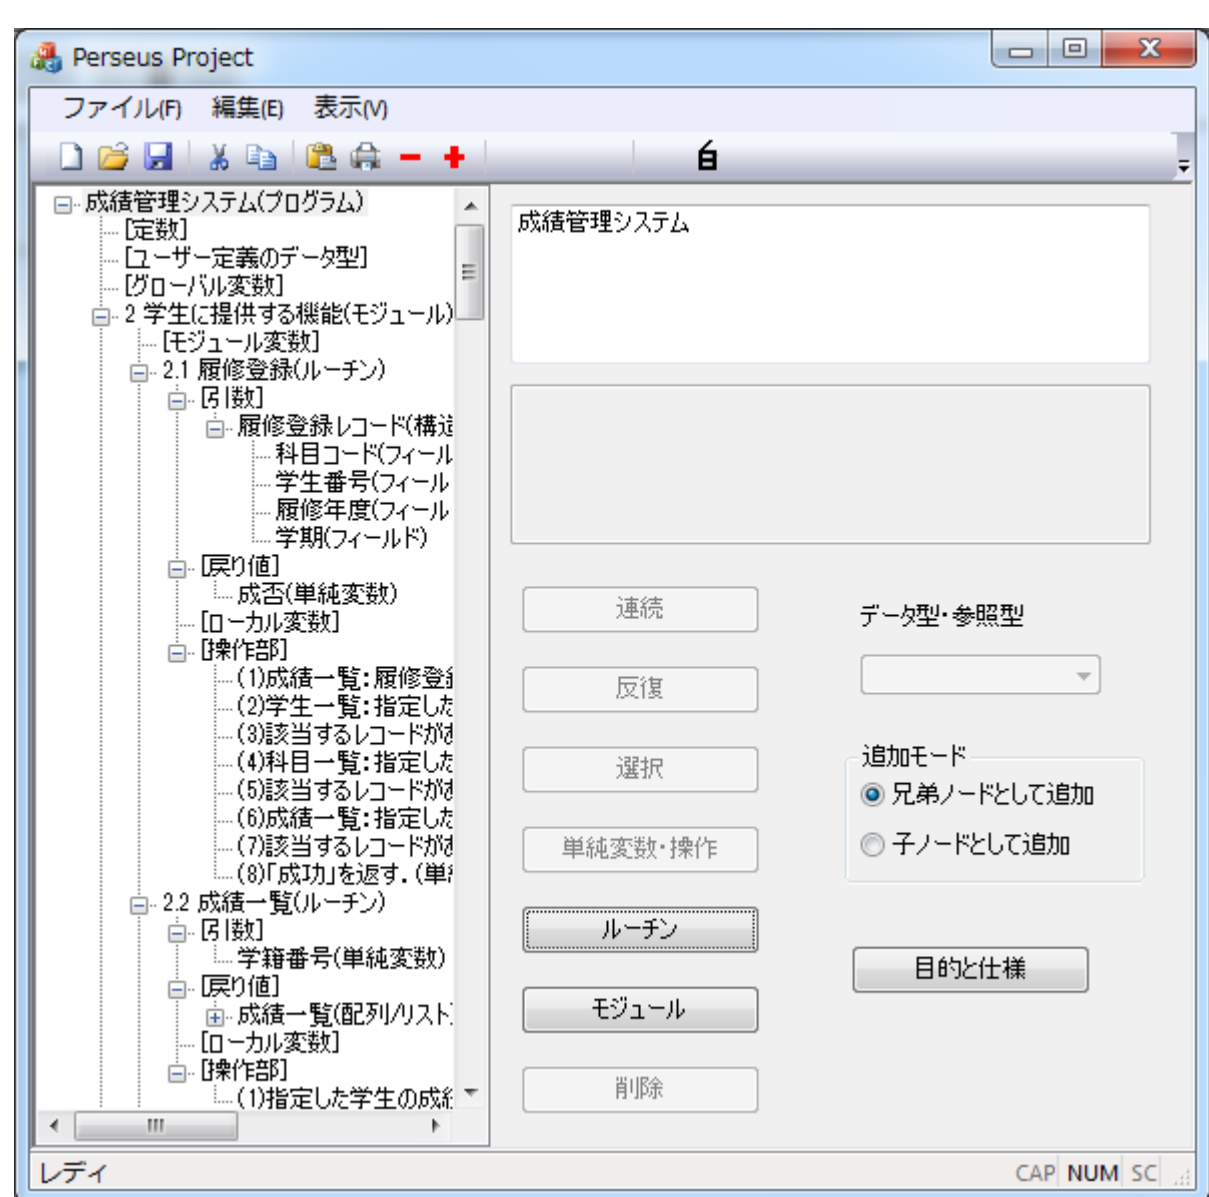 Perseus Project
ファイル(F) 編集(E) 表示(V)
自
成績管理システム(プログラム)
[定数]
[ユーザー定義のデータ型]
[グローバル変数]
2 学生に提供する機能(モジュール)
[モジュール変数]
2.1 履修登録(ルーチン)
[引数]
履修登録レコード(構造
科目コード(フィール
学生番号(フィール
履修年度(フィール
学期(フィールド)
[戻り値]
成否(単純変数)
[ローカル変数]
[操作部]
(1)成績一覧:履修登録
(2)学生一覧:指定した
(3)該当するレコードがあ
(4)科目一覧:指定した
(5)該当するレコードがあ
(6)成績一覧:指定した
(7)該当するレコードがあ
(8)「成功」を返す.(単純
2.2 成績一覧(ルーチン)
[引数]
学籍番号(単純変数)
[戻り値]
成績一覧(配列/リスト)
[ローカル変数]
[操作部]
(1)指定した学生の成績
成績管理システム
連続
反復
選択
単純変数・操作
ルーチン
モジュール
削除
データ型・参照型
追加モード
兄弟ノードとして追加
子ノードとして追加
目的と仕様
レディ
CAP NUM SC